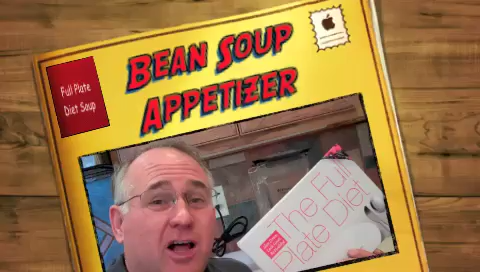 Bean Soup
Appetizer
Full Plate
Diet Soup
The Full
Plate Diet